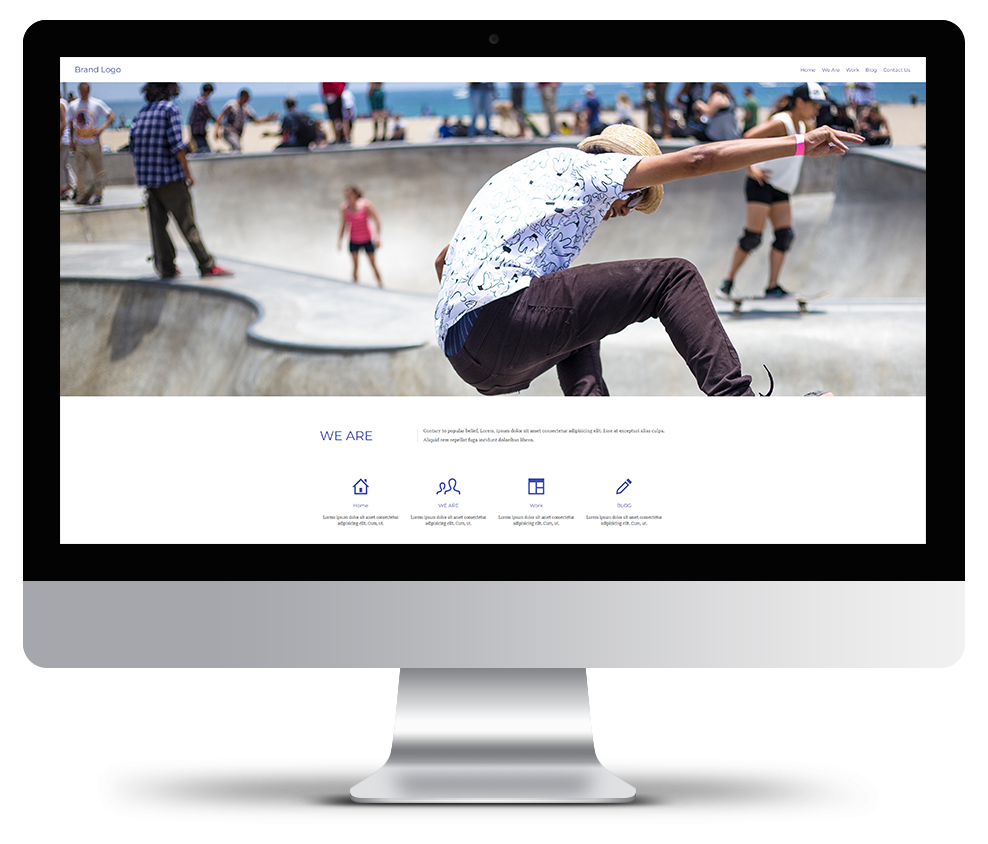 Brand Logo
Home We Are Work Blog Contact Us
WE ARE
Contary to popular belief, Lorem, ipsum dolor sit amet consectetur adipisicing elit. Eum at excepturi alias culpa.
Aliquid rem repellat fuga incidunt doloribus libero.
Home
Lorem ipsum dolor sit amet consectetur
adipisicing elit. Cum, ut.
WE ARE
Lorem ipsum dolor sit amet consectetur
adipisicing elit. Cum, ut.
Work
Lorem ipsum dolor sit amet consectetur
adipisicing elit. Cum, ut.
BLOG
Lorem ipsum dolor sit amet consectetur
adipisicing elit. Cum, ut.